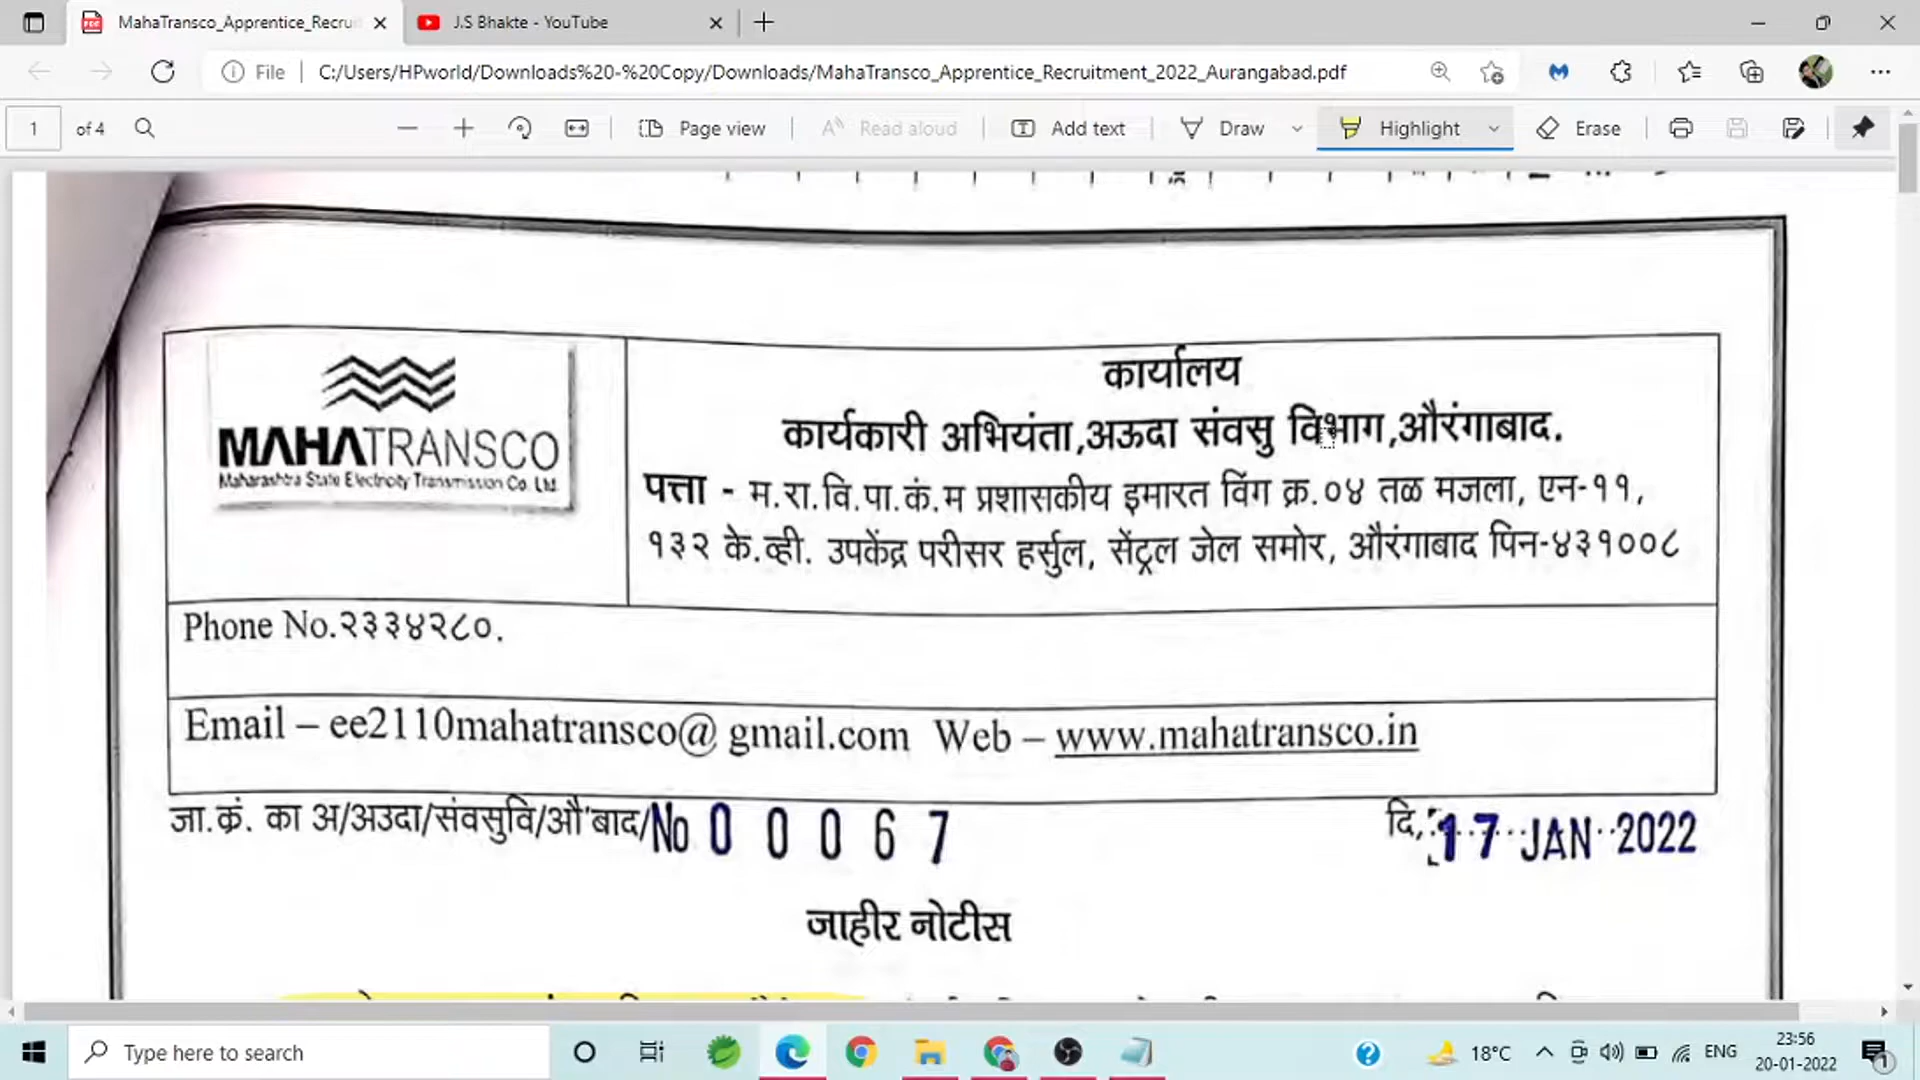 MahaTransco_Apprentice_Recru
J.S Bhakte - YouTube
File
C:/Users/HPworld/Downloads%20-%20Copy/Downloads/MahaTransco_Apprentice_Recruitment_2022_Aurangabad.pdf
1 of 4
Page view
Read aloud
Add text
Draw
Highlight
Erase
कार्यालय
कार्यकारी अभियंता,अऊदा संवसु विभाग,औरंगाबाद.
MAHATRANSCO
Maharashtra State Electricity Transmission Co. Ltd.
पत्ता - म.रा.वि.पा.कं.म प्रशासकीय इमारत विंग क्र.०४ तळ मजला, एन-११,
१३२ के.व्ही. उपकेंद्र परीसर हर्सुल, सेंट्रल जेल समोर, औरंगाबाद पिन-४३१००८
Phone No.२३३४२८०.
Email – ee2110mahatransco@ gmail.com Web – www.mahatransco.in
जा.क्रं. का अ/अउदा/संवसुवि/औ'बाद/No 0 0 0 6 7
दि, 17 JAN 2022
जाहीर नोटीस
Type here to search
18°C
ENG
23:56
20-01-2022
1